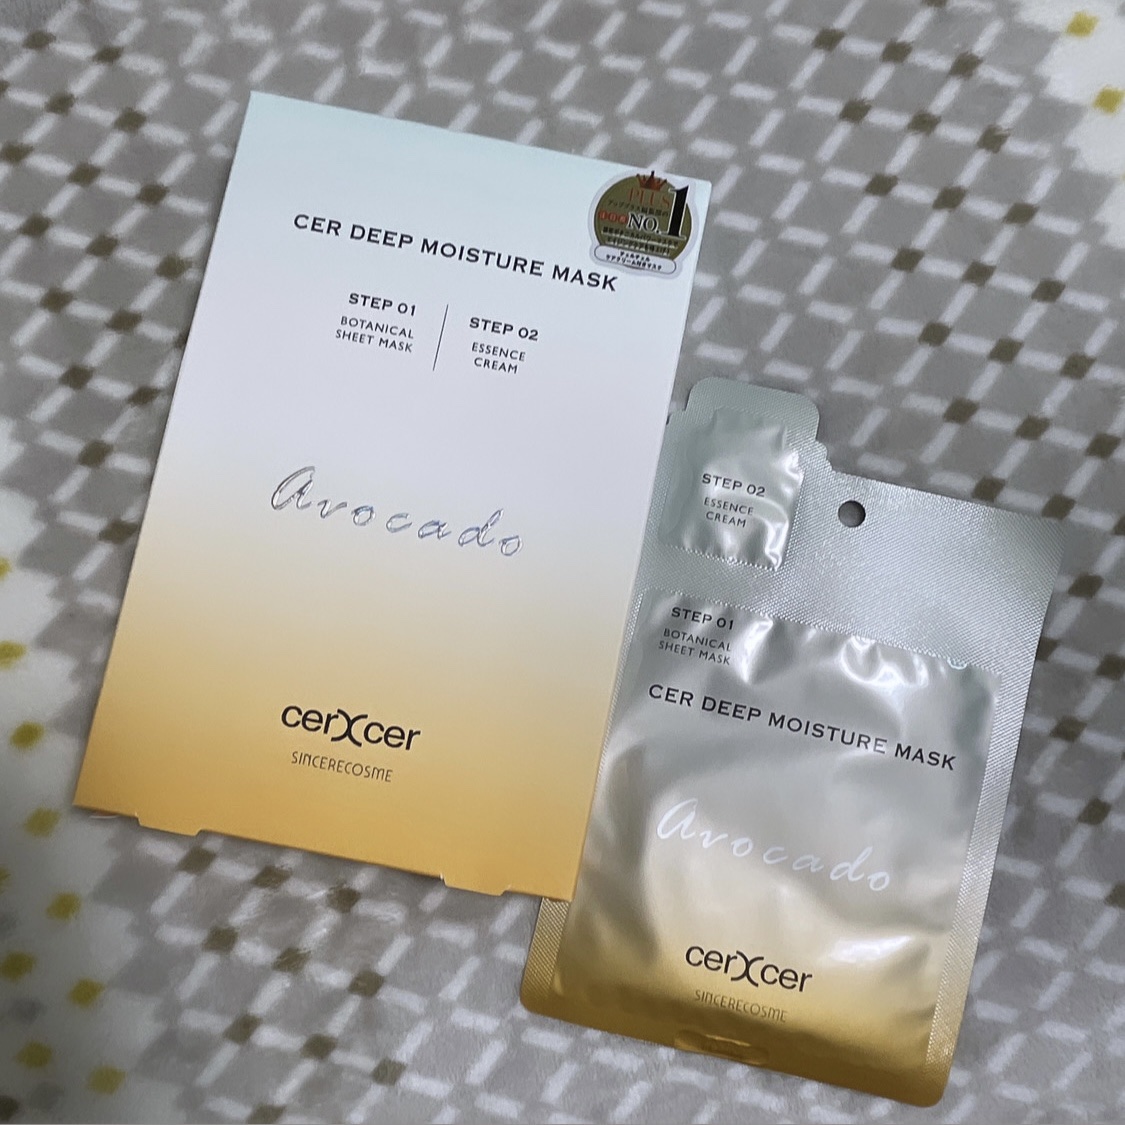 CER DEEP MOISTURE MASK
STEP 01
BOTANICAL
SHEET MASK
STEP 02
ESSENCE
CREAM
Avocado
cerXcer
SINCERECOSME
PLUS
NO.1
STEP 02
ESSENCE
CREAM
STEP 01
BOTANICAL
SHEET MASK
CER DEEP MOISTURE MASK
Avocado
cerXcer
SINCERECOSME